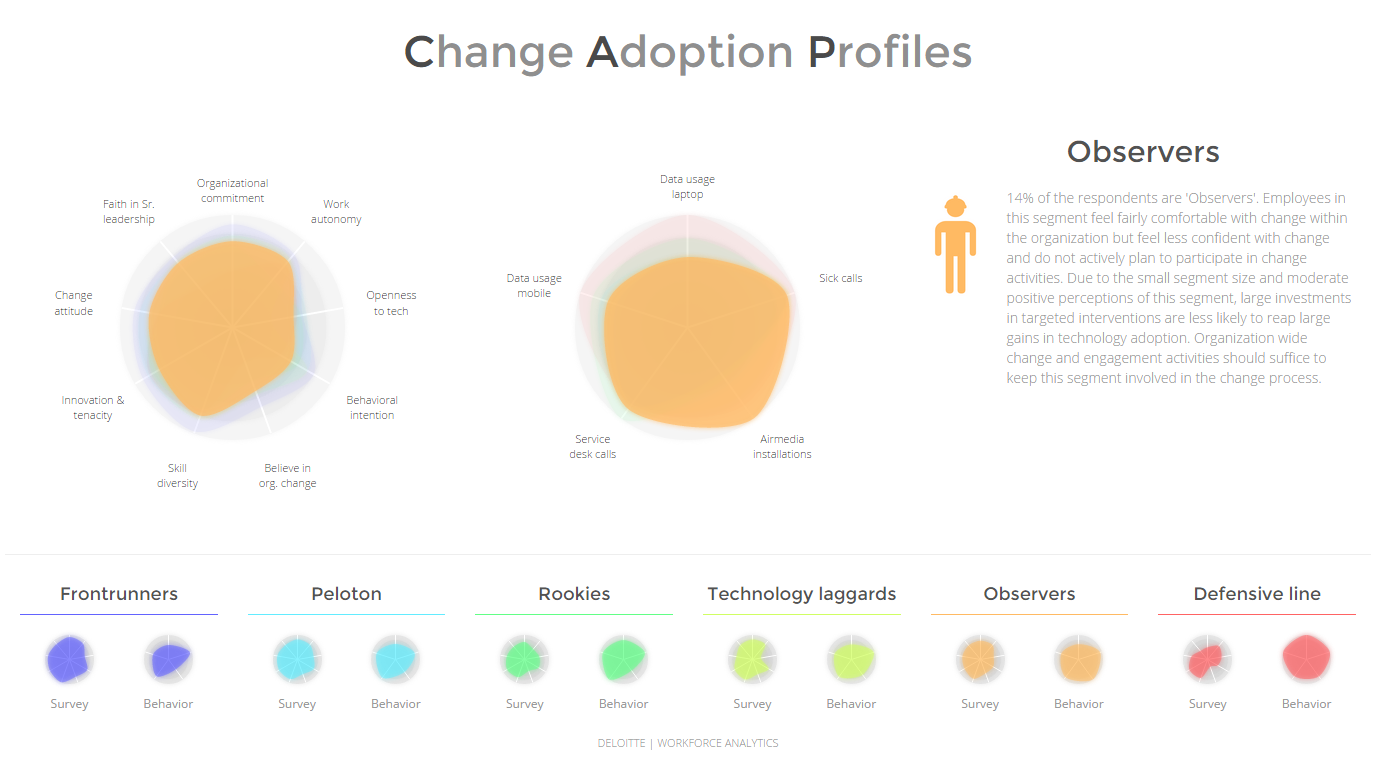 Change Adoption Profiles
Organizational
commitment
Work
autonomy
Openness
to tech
Behavioral
intention
Believe in
org. change
Skill
diversity
Innovation &
tenacity
Change
attitude
Faith in Sr.
leadership
Data usage
laptop
Sick calls
Airmedia
installations
Service
desk calls
Data usage
mobile
Observers
14% of the respondents are 'Observers'. Employees in
this segment feel fairly comfortable with change within
the organization but feel less confident with change
and do not actively plan to participate in change
activities. Due to the small segment size and moderate
positive perceptions of this segment, large investments
in targeted interventions are less likely to reap large
gains in technology adoption. Organization wide
change and engagement activities should suffice to
keep this segment involved in the change process.
Frontrunners
Survey
Behavior
Peloton
Survey
Behavior
Rookies
Survey
Behavior
Technology laggards
Survey
Behavior
Observers
Survey
Behavior
Defensive line
Survey
Behavior
DELOITTE | WORKFORCE ANALYTICS